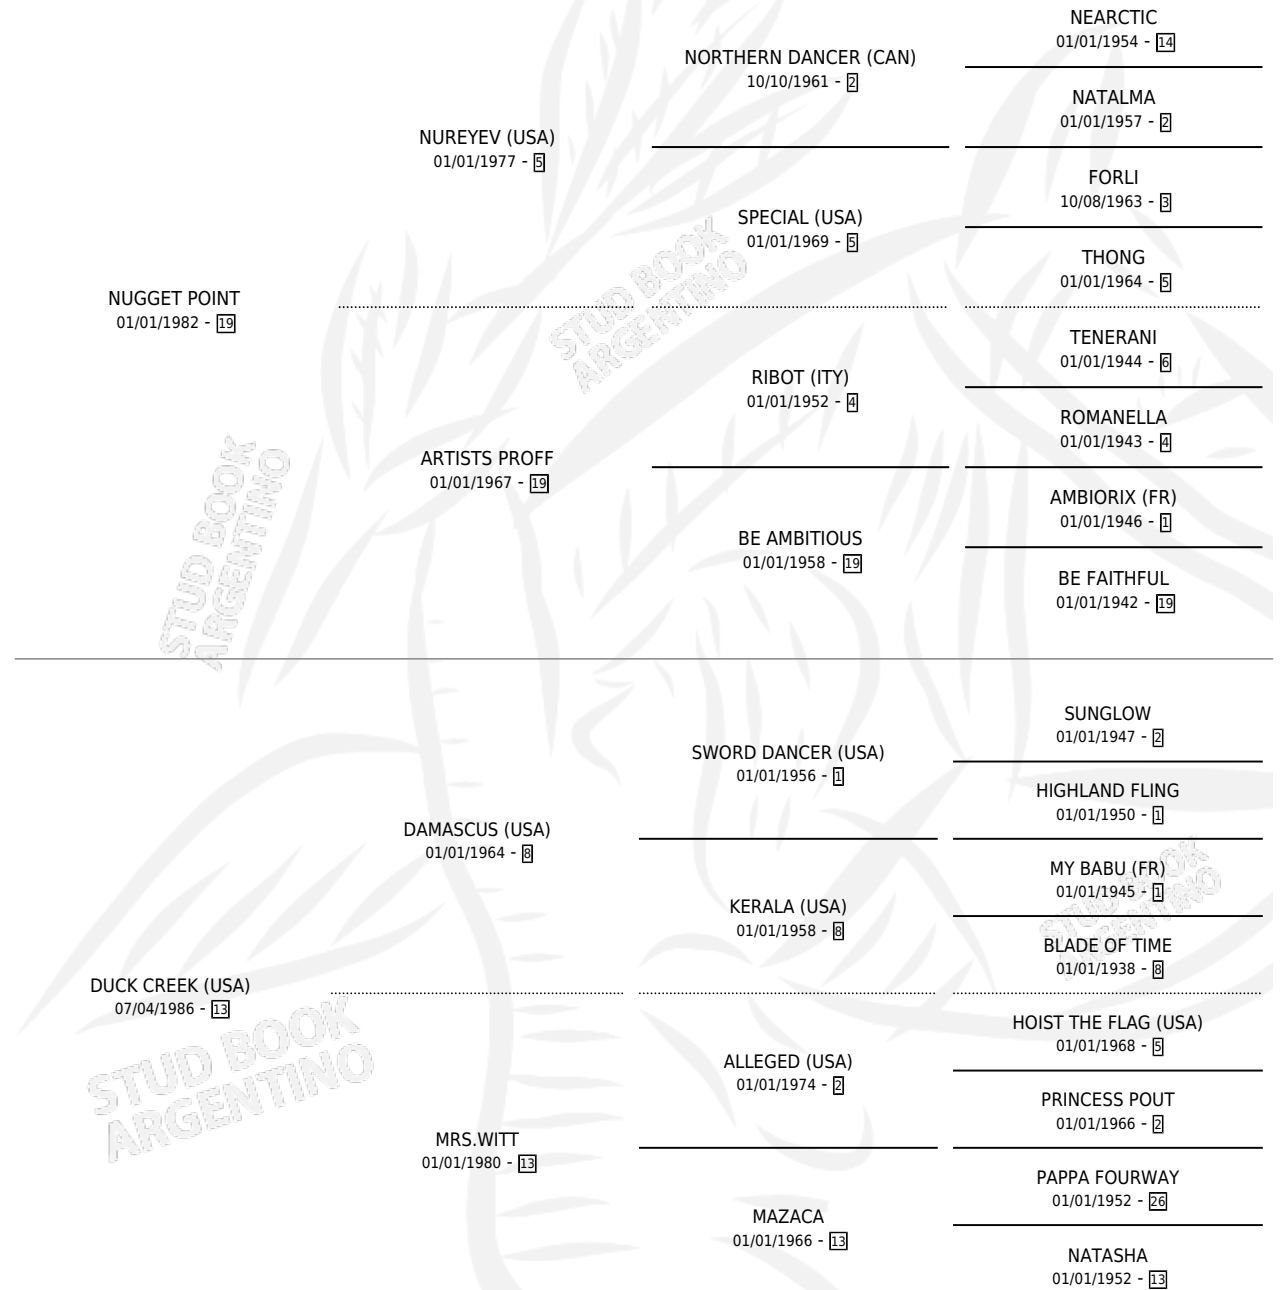 NUGGET POINT
01/01/1982 - 19
NUREYEV (USA)
01/01/1977 - 5
ARTISTS PROFF
01/01/1967 - 19
NORTHERN DANCER (CAN)
10/10/1961 - 2
SPECIAL (USA)
01/01/1969 - 5
RIBOT (ITY)
01/01/1952 - 4
BE AMBITIOUS
01/01/1958 - 19
NEARCTIC
01/01/1954 - 14
NATALMA
01/01/1957 - 2
FORLI
10/08/1963 - 3
THONG
01/01/1964 - 5
TENERANI
01/01/1944 - 6
ROMANELLA
01/01/1943 - 4
AMBIORIX (FR)
01/01/1946 - 1
BE FAITHFUL
01/01/1942 - 19
DUCK CREEK (USA)
07/04/1986 - 13
DAMASCUS (USA)
01/01/1964 - 8
MRS.WITT
01/01/1980 - 13
SWORD DANCER (USA)
01/01/1956 - 1
KERALA (USA)
01/01/1958 - 8
ALLEGED (USA)
01/01/1974 - 2
MAZACA
01/01/1966 - 13
SUNGLOW
01/01/1947 - 2
HIGHLAND FLING
01/01/1950 - 1
MY BABU (FR)
01/01/1945 - 1
BLADE OF TIME
01/01/1938 - 8
HOIST THE FLAG (USA)
01/01/1968 - 5
PRINCESS POUT
01/01/1966 - 2
PAPPA FOURWAY
01/01/1952 - 26
NATASHA
01/01/1952 - 13
STUD BOOK
ARGENTINO
STUD BOOK
ARGENTINO
STUD BOOK
ARGENTINO
STUD BOOK
ARGENTINO